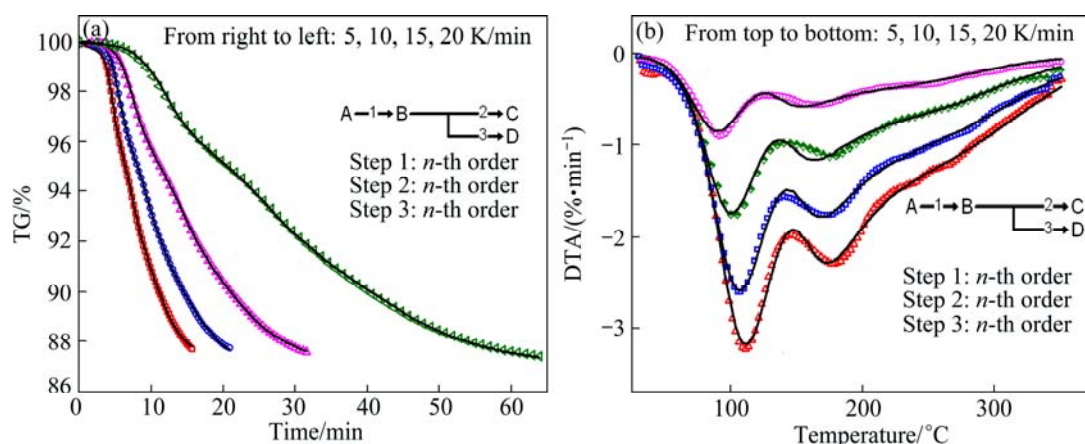 (a)
From right to left: 5, 10, 15, 20 K/min
100
98
96
94
92
90
88
86
TG/%
A 1 B 2 C
3 D
Step 1: n-th order
Step 2: n-th order
Step 3: n-th order
0 10 20 30 40 50 60
Time/min
(b)
From top to bottom: 5, 10, 15, 20 K/min
0
−1
−2
−3
DTA/(%•min⁻¹)
A 1 B 2 C
3 D
Step 1: n-th order
Step 2: n-th order
Step 3: n-th order
100 200 300
Temperature/°C